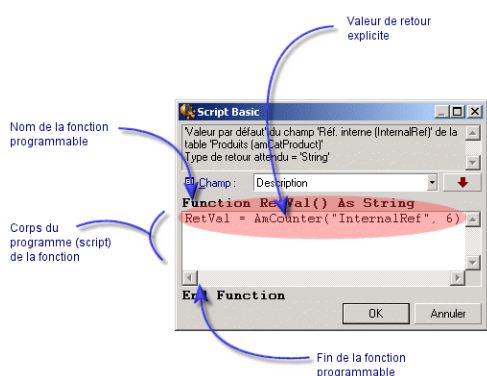 Valeur de retour
explicite
Script Basic
'Valeur par défaut' du champ 'Réf. interne (InternalRef)' de la
table 'Produits (amCatProduct)'
Type de retour attendu = 'String'
Nom de la fonction
programmable
Champ : Description
Function RetVal() As String
RetVal = AmCounter("InternalRef", 6)
Corps du
programme (script)
de la fonction
End Function
OK Annuler
Fin de la fonction
programmable